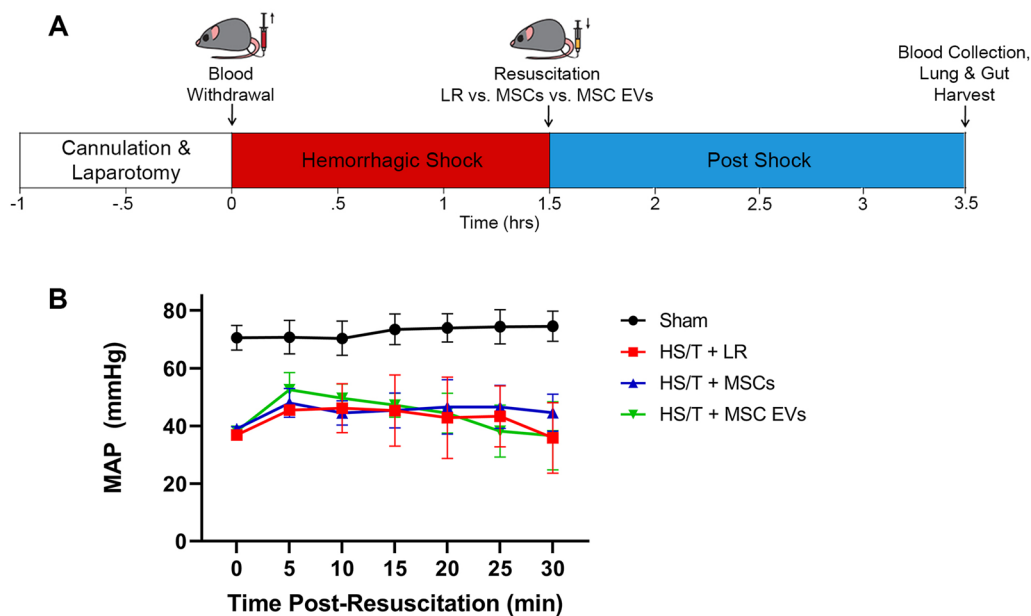 A
Blood
Withdrawal
Resuscitation
LR vs. MSCs vs. MSC EVs
Blood Collection,
Lung & Gut
Harvest
Cannulation &
Laparotomy
Hemorrhagic Shock
Post Shock
-1 -.5 0 .5 1 1.5 2 2.5 3 3.5
Time (hrs)
B
MAP (mmHg)
80
60
40
20
0
0 5 10 15 20 25 30
Time Post-Resuscitation (min)
Sham
HS/T + LR
HS/T + MSCs
HS/T + MSC EVs